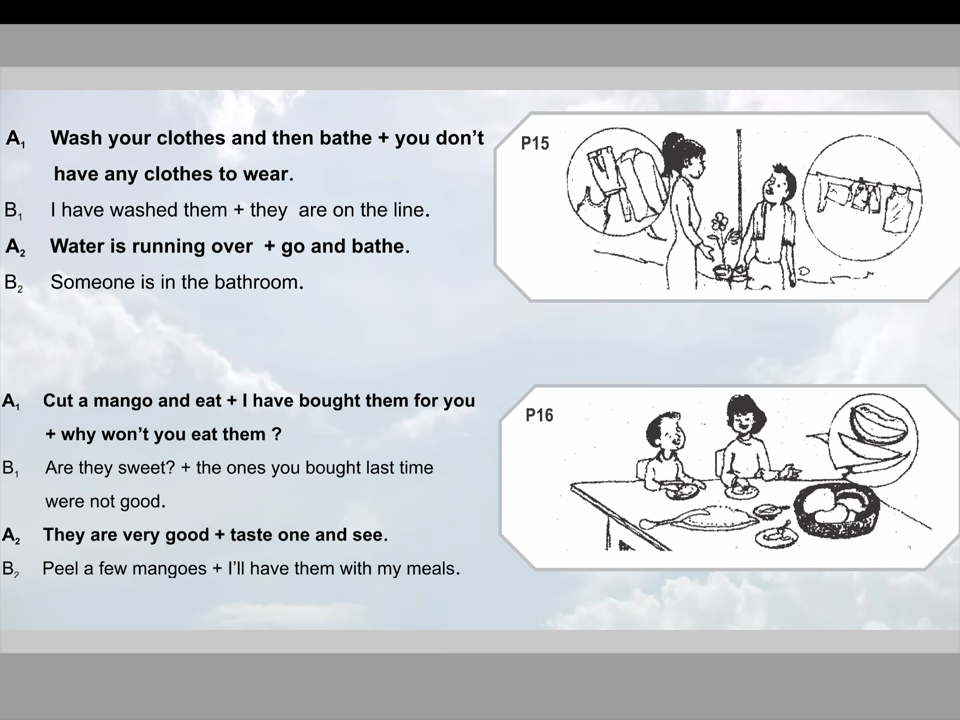 A1 Wash your clothes and then bathe + you don't
have any clothes to wear.
B1 I have washed them + they are on the line.
A2 Water is running over + go and bathe.
B2 Someone is in the bathroom.
P15
A1 Cut a mango and eat + I have bought them for you
+ why won't you eat them ?
B1 Are they sweet? + the ones you bought last time
were not good.
A2 They are very good + taste one and see.
B2 Peel a few mangoes + I'll have them with my meals.
P16